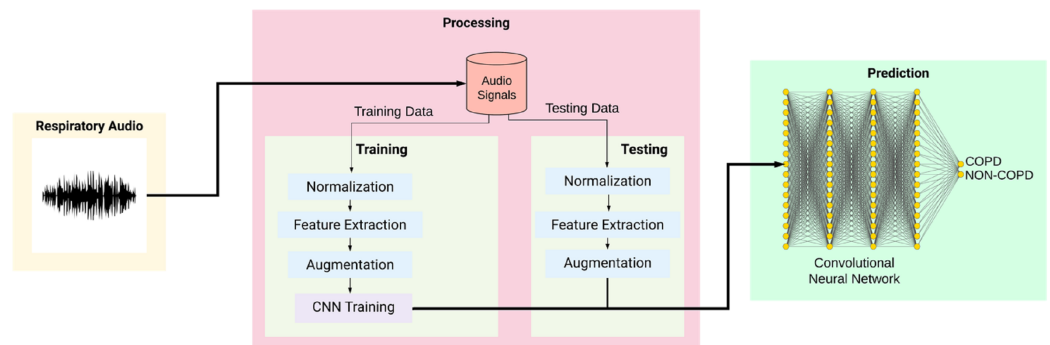 Processing
Respiratory Audio
Audio
Signals
Training Data
Testing Data
Training
Normalization
Feature Extraction
Augmentation
CNN Training
Testing
Normalization
Feature Extraction
Augmentation
Prediction
COPD
NON-COPD
Convolutional
Neural Network